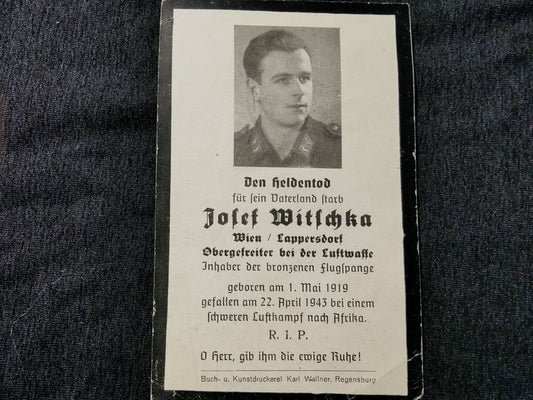 Den Heldentod
für sein Vaterland starb
Josef Witschka
Wien / Lappersdorf
Obergefreiter bei der Luftwaffe
Inhaber der bronzenen Flugspange
geboren am 1. Mai 1919
gefallen am 22. April 1943 bei einem
schweren Luftkampf nach Afrika.
R. I. P.
O Herr, gib ihm die ewige Ruhe!
Buch- u. Kunstdruckerei Karl Wallner, Regensburg